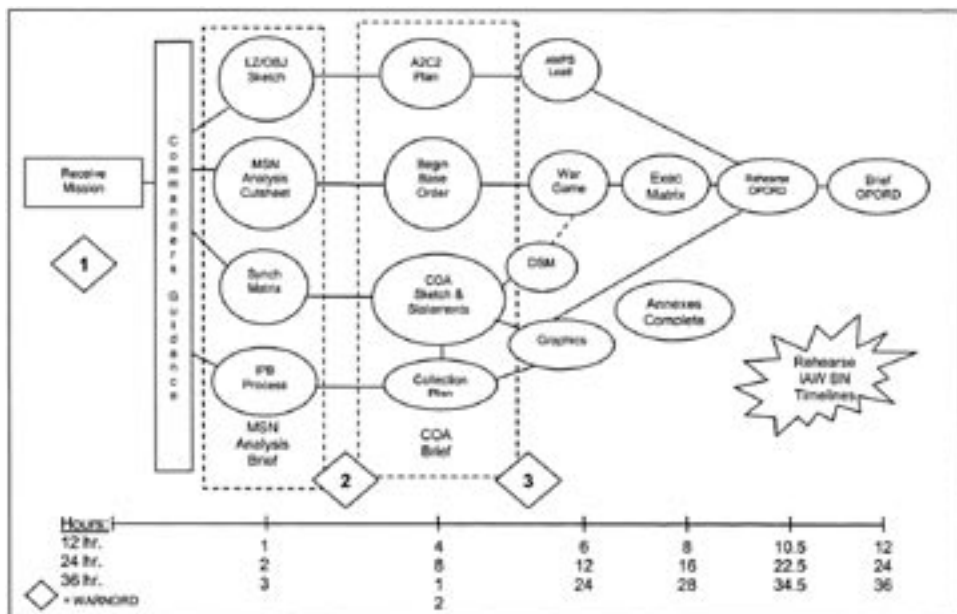 Receive
Mission
1
Commanders Guidance
LZ/OBJ
Sketch
MSN
Analysis
Cutsheet
Synch
Matrix
IPB
Process
MSN
Analysis
Brief
2
A2C2
Plan
Begin
Base
Order
COA
Sketch &
Statements
Collection
Plan
COA
Brief
3
AMPS
Load
War
Game
DSM
Graphics
Exec
Matrix
Annexes
Complete
Rehearse
OPORD
Brief
OPORD
Rehearse
IAW BN
Timelines
Hours:
12 hr. 1 4 6 8 10.5 12
24 hr. 2 8 12 16 22.5 24
36 hr. 3 1 24 28 34.5 36
2
= WARNORD